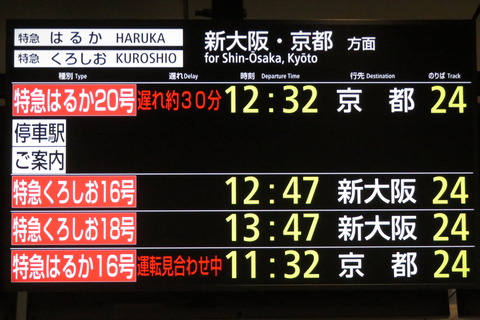 特急 はるか HARUKA
特急 くろしお KUROSHIO
新大阪・京都 方面
for Shin-Osaka, Kyōto
種別 Type 遅れ Delay 時刻 Departure Time 行先 Destination のりば Track
特急はるか20号 遅れ約30分 12:32 京都 24
停車駅
ご案内
特急くろしお16号 12:47 新大阪 24
特急くろしお18号 13:47 新大阪 24
特急はるか16号 運転見合わせ中 11:32 京都 24